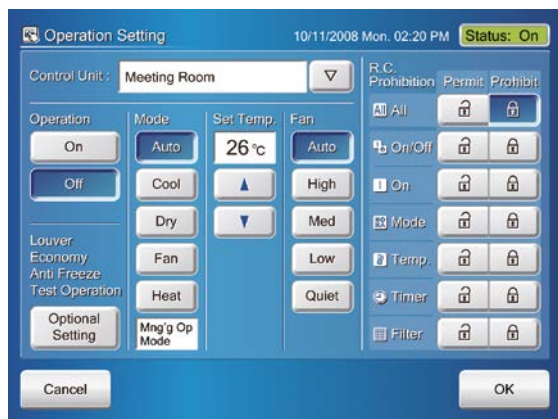 Operation Setting
10/11/2008 Mon. 02:20 PM
Status: On
Control Unit :
Meeting Room
Operation
On
Off
Louver
Economy
Anti Freeze
Test Operation
Optional
Setting
Mode
Auto
Cool
Dry
Fan
Heat
Mng'g Op
Mode
Set Temp.
26 °C
Fan
Auto
High
Med
Low
Quiet
R.C.
Prohibition Permit Prohibit
All All
On/Off
On
Mode
Temp.
Timer
Filter
Cancel
OK